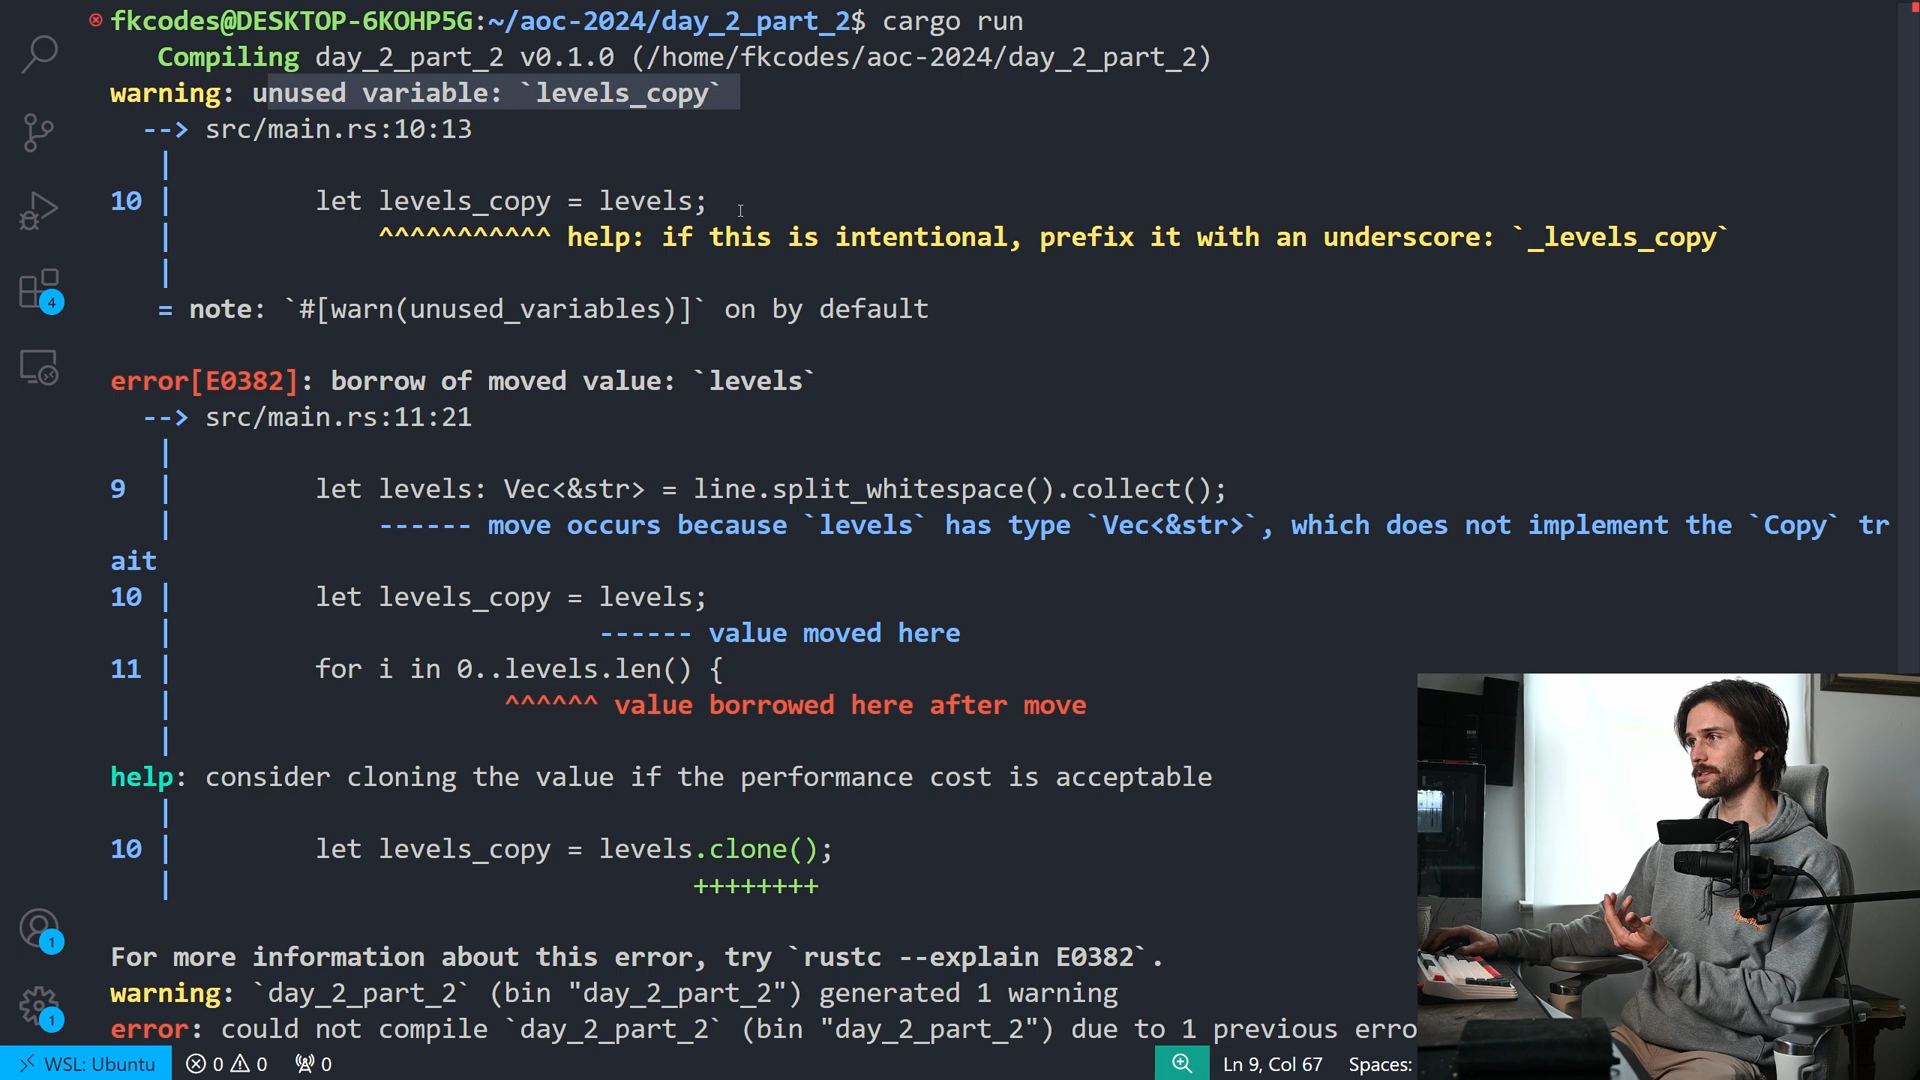 fkcodes@DESKTOP-6KOHP5G:~/aoc-2024/day_2_part_2$ cargo run
Compiling day_2_part_2 v0.1.0 (/home/fkcodes/aoc-2024/day_2_part_2)
warning: unused variable: `levels_copy`
--> src/main.rs:10:13
|
10 | let levels_copy = levels;
| ^^^^^^^^^^^ help: if this is intentional, prefix it with an underscore: `_levels_copy`
|
= note: `#[warn(unused_variables)]` on by default
error[E0382]: borrow of moved value: `levels`
--> src/main.rs:11:21
|
9 | let levels: Vec<&str> = line.split_whitespace().collect();
| ------ move occurs because `levels` has type `Vec<&str>`, which does not implement the `Copy` tr
ait
10 | let levels_copy = levels;
| ------ value moved here
11 | for i in 0..levels.len() {
| ^^^^^^ value borrowed here after move
|
help: consider cloning the value if the performance cost is acceptable
|
10 | let levels_copy = levels.clone();
| ++++++++
For more information about this error, try `rustc --explain E0382`.
warning: `day_2_part_2` (bin "day_2_part_2") generated 1 warning
error: could not compile `day_2_part_2` (bin "day_2_part_2") due to 1 previous erro
4
1
1
WSL: Ubuntu 0 0 0 Ln 9, Col 67 Spaces: